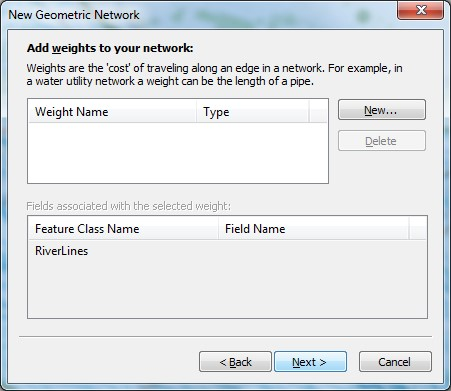 New Geometric Network
Add weights to your network:
Weights are the 'cost' of traveling along an edge in a network. For example, in
a water utility network a weight can be the length of a pipe.
Weight Name Type
New...
Delete
Fields associated with the selected weight:
Feature Class Name Field Name
RiverLines
< Back Next > Cancel